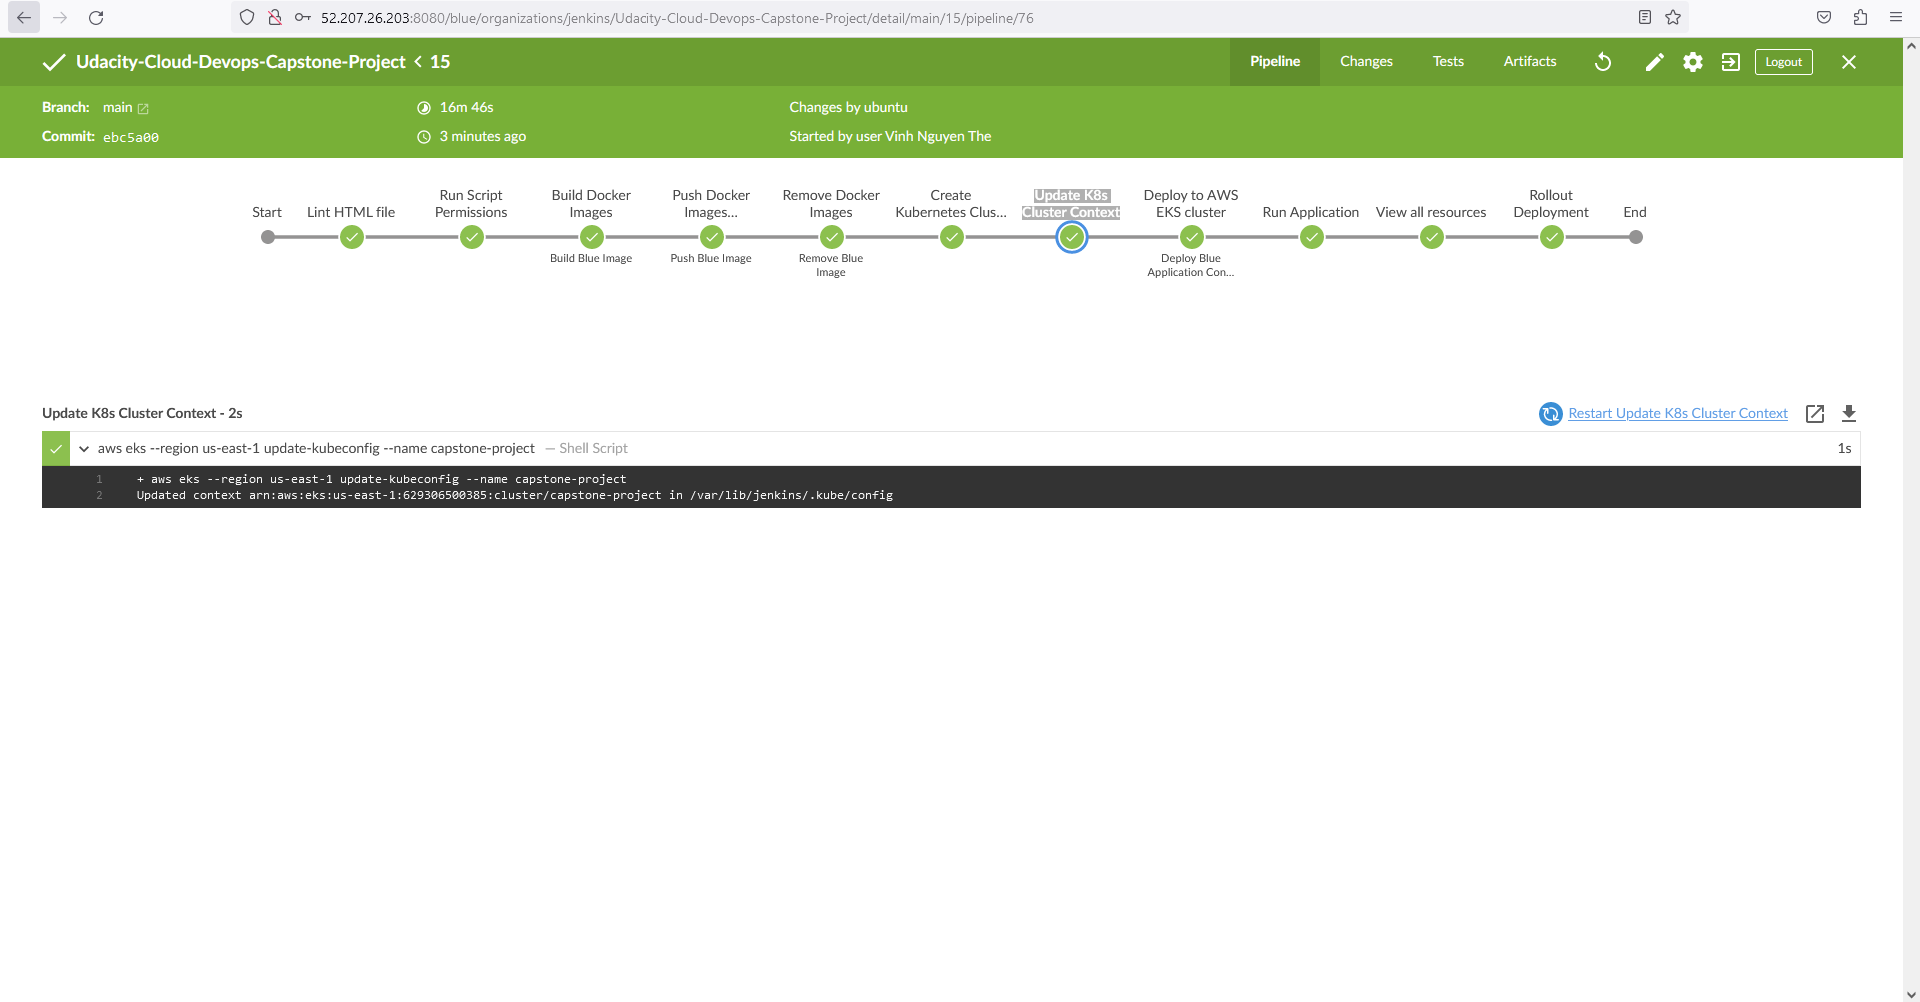 52.207.26.203:8080/blue/organizations/jenkins/Udacity-Cloud-Devops-Capstone-Project/detail/main/15/pipeline/76
Udacity-Cloud-Devops-Capstone-Project < 15
Pipeline
Changes
Tests
Artifacts
Logout
Branch: main
16m 46s
Changes by ubuntu
Commit: ebc5a00
3 minutes ago
Started by user Vinh Nguyen The
Start
Lint HTML file
Run Script
Permissions
Build Docker
Images
Push Docker
Images...
Remove Docker
Images
Create
Kubernetes Clus...
Update K8s
Cluster Context
Deploy to AWS
EKS cluster
Run Application
View all resources
Rollout
Deployment
End
Build Blue Image
Push Blue Image
Remove Blue
Image
Deploy Blue
Application Con...
Update K8s Cluster Context - 2s
Restart Update K8s Cluster Context
aws eks --region us-east-1 update-kubeconfig --name capstone-project — Shell Script
1s
1 + aws eks --region us-east-1 update-kubeconfig --name capstone-project
2 Updated context arn:aws:eks:us-east-1:629306500385:cluster/capstone-project in /var/lib/jenkins/.kube/config